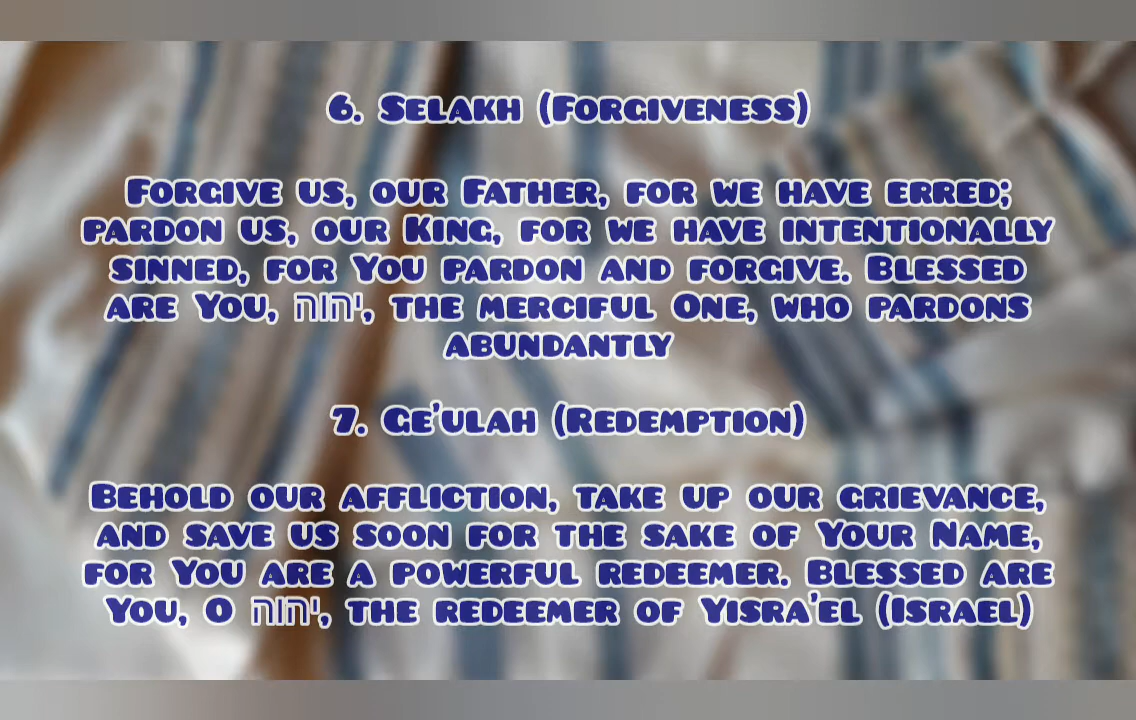 6. Selakh (Forgiveness)
Forgive us, our Father, for we have erred;
pardon us, our King, for we have intentionally
sinned, for You pardon and forgive. Blessed
are You, יהוה, the merciful One, who pardons
abundantly
7. Ge'ulah (Redemption)
Behold our affliction, take up our grievance,
and save us soon for the sake of Your Name,
for You are a powerful redeemer. Blessed are
You, O יהוה, the redeemer of Yisra'el (Israel)